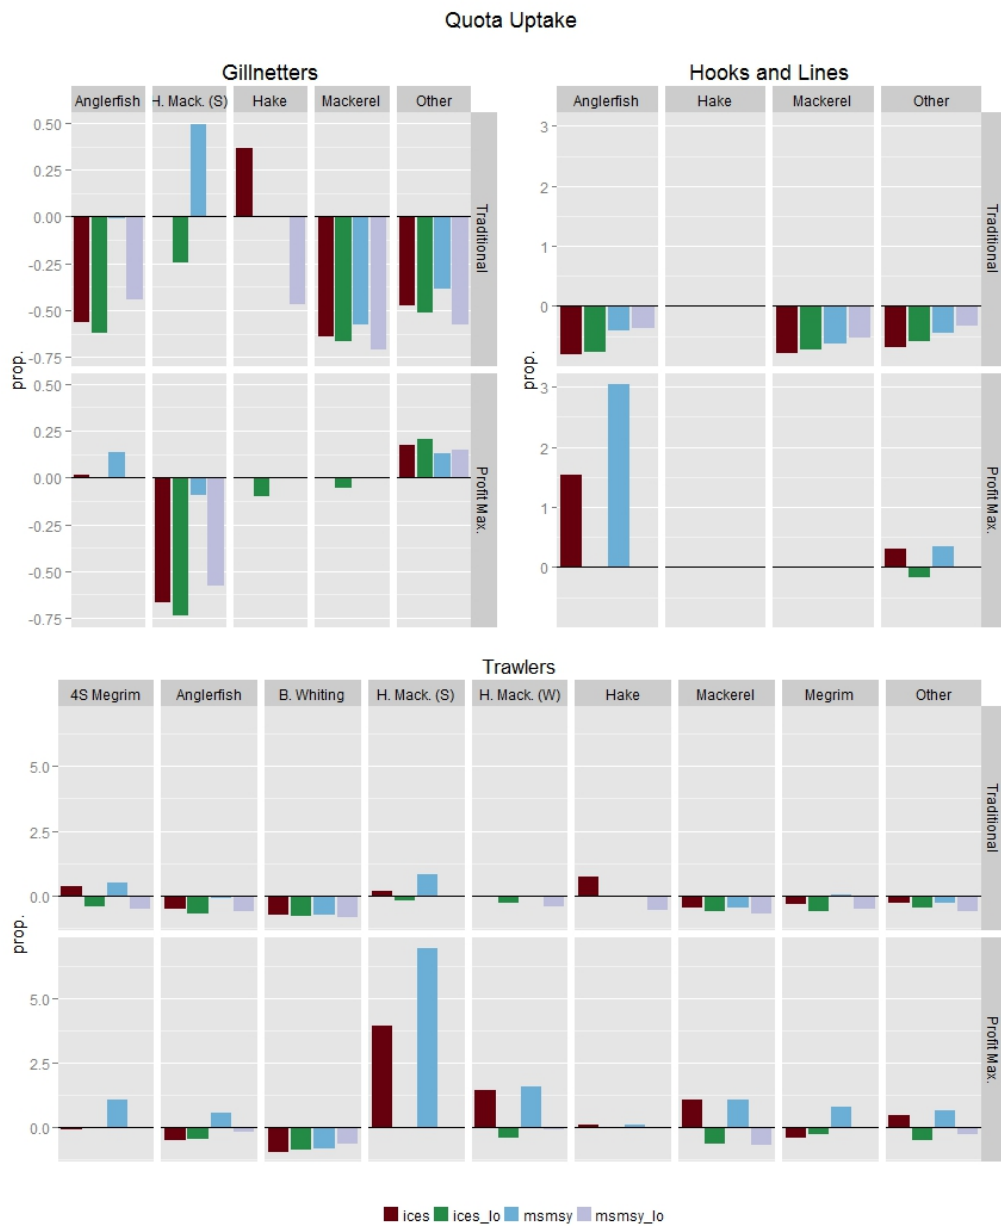 Quota Uptake
Gillnetters
Anglerfish H. Mack. (S) Hake Mackerel Other
0.50
0.25
0.00
-0.25
-0.50
-0.75
Traditional
prop.
0.50
0.25
0.00
-0.25
-0.50
-0.75
Profit Max.
Hooks and Lines
Anglerfish Hake Mackerel Other
3
2
1
0
Traditional
prop.
3
2
1
0
Profit Max.
Trawlers
4S Megrim Anglerfish B. Whiting H. Mack. (S) H. Mack. (W) Hake Mackerel Megrim Other
5.0
2.5
0.0
Traditional
prop.
5.0
2.5
0.0
Profit Max.
ices ices_lo msmsy msmsy_lo